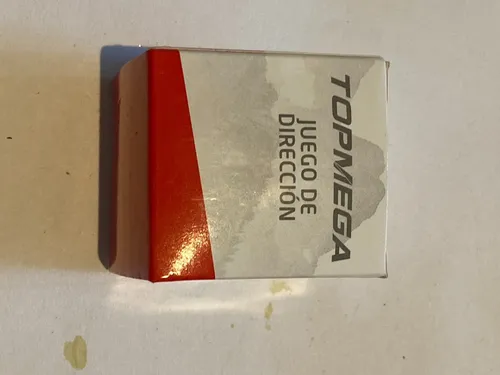 TOPMEGA
JUEGO DE
DIRECCIÓN